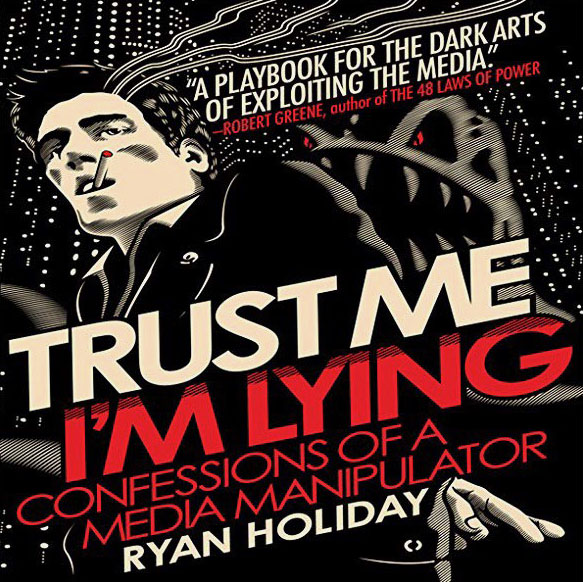 "A PLAYBOOK FOR THE DARK ARTS
OF EXPLOITING THE MEDIA."
—ROBERT GREENE, author of THE 48 LAWS OF POWER
TRUST ME
I'M LYING
CONFESSIONS OF A
MEDIA MANIPULATOR
RYAN HOLIDAY